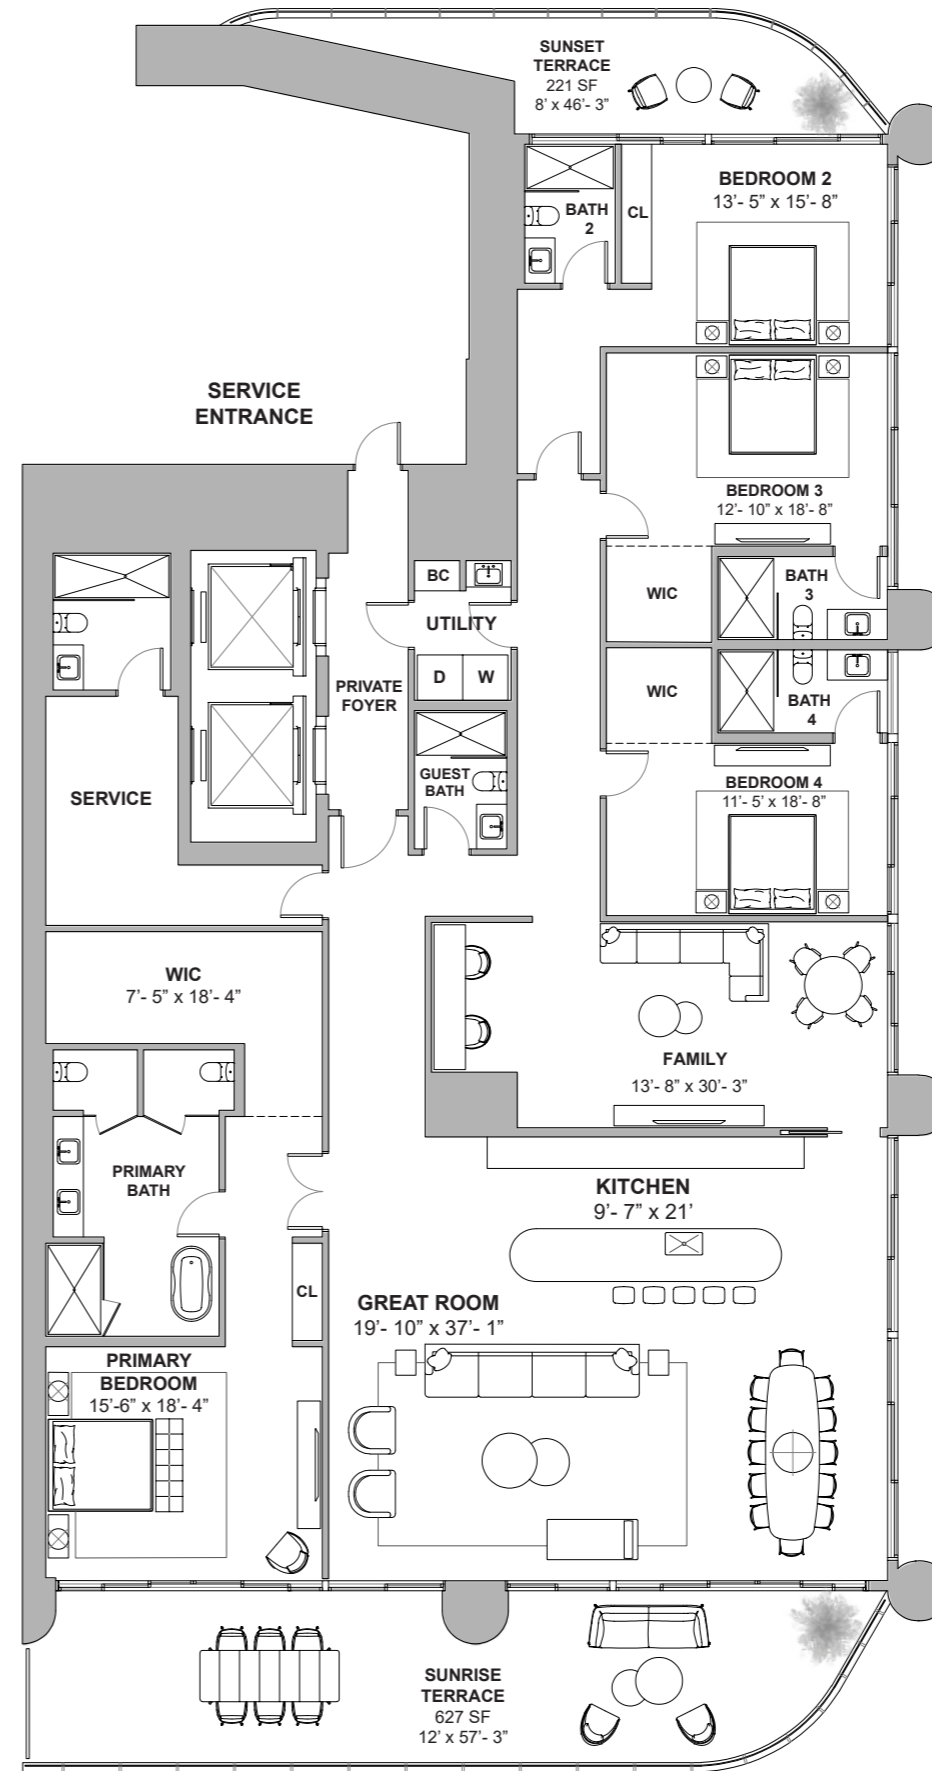 SUNSET
TERRACE
221 SF
8’ x 46’- 3”
BEDROOM 2
13’- 5” x 15’- 8”
BATH
2
CL
SERVICE
ENTRANCE
BEDROOM 3
12’- 10” x 18’- 8”
BC
WIC
BATH
3
UTILITY
D
W
PRIVATE
FOYER
WIC
BATH
4
GUEST
BATH
BEDROOM 4
11’- 5’ x 18’- 8”
SERVICE
WIC
7’- 5” x 18’- 4”
FAMILY
13’- 8” x 30’- 3”
PRIMARY
BATH
KITCHEN
9’- 7” x 21’
CL
GREAT ROOM
19’- 10” x 37’- 1”
PRIMARY
BEDROOM
15’-6” x 18’- 4”
SUNRISE
TERRACE
627 SF
12’ x 57’- 3”